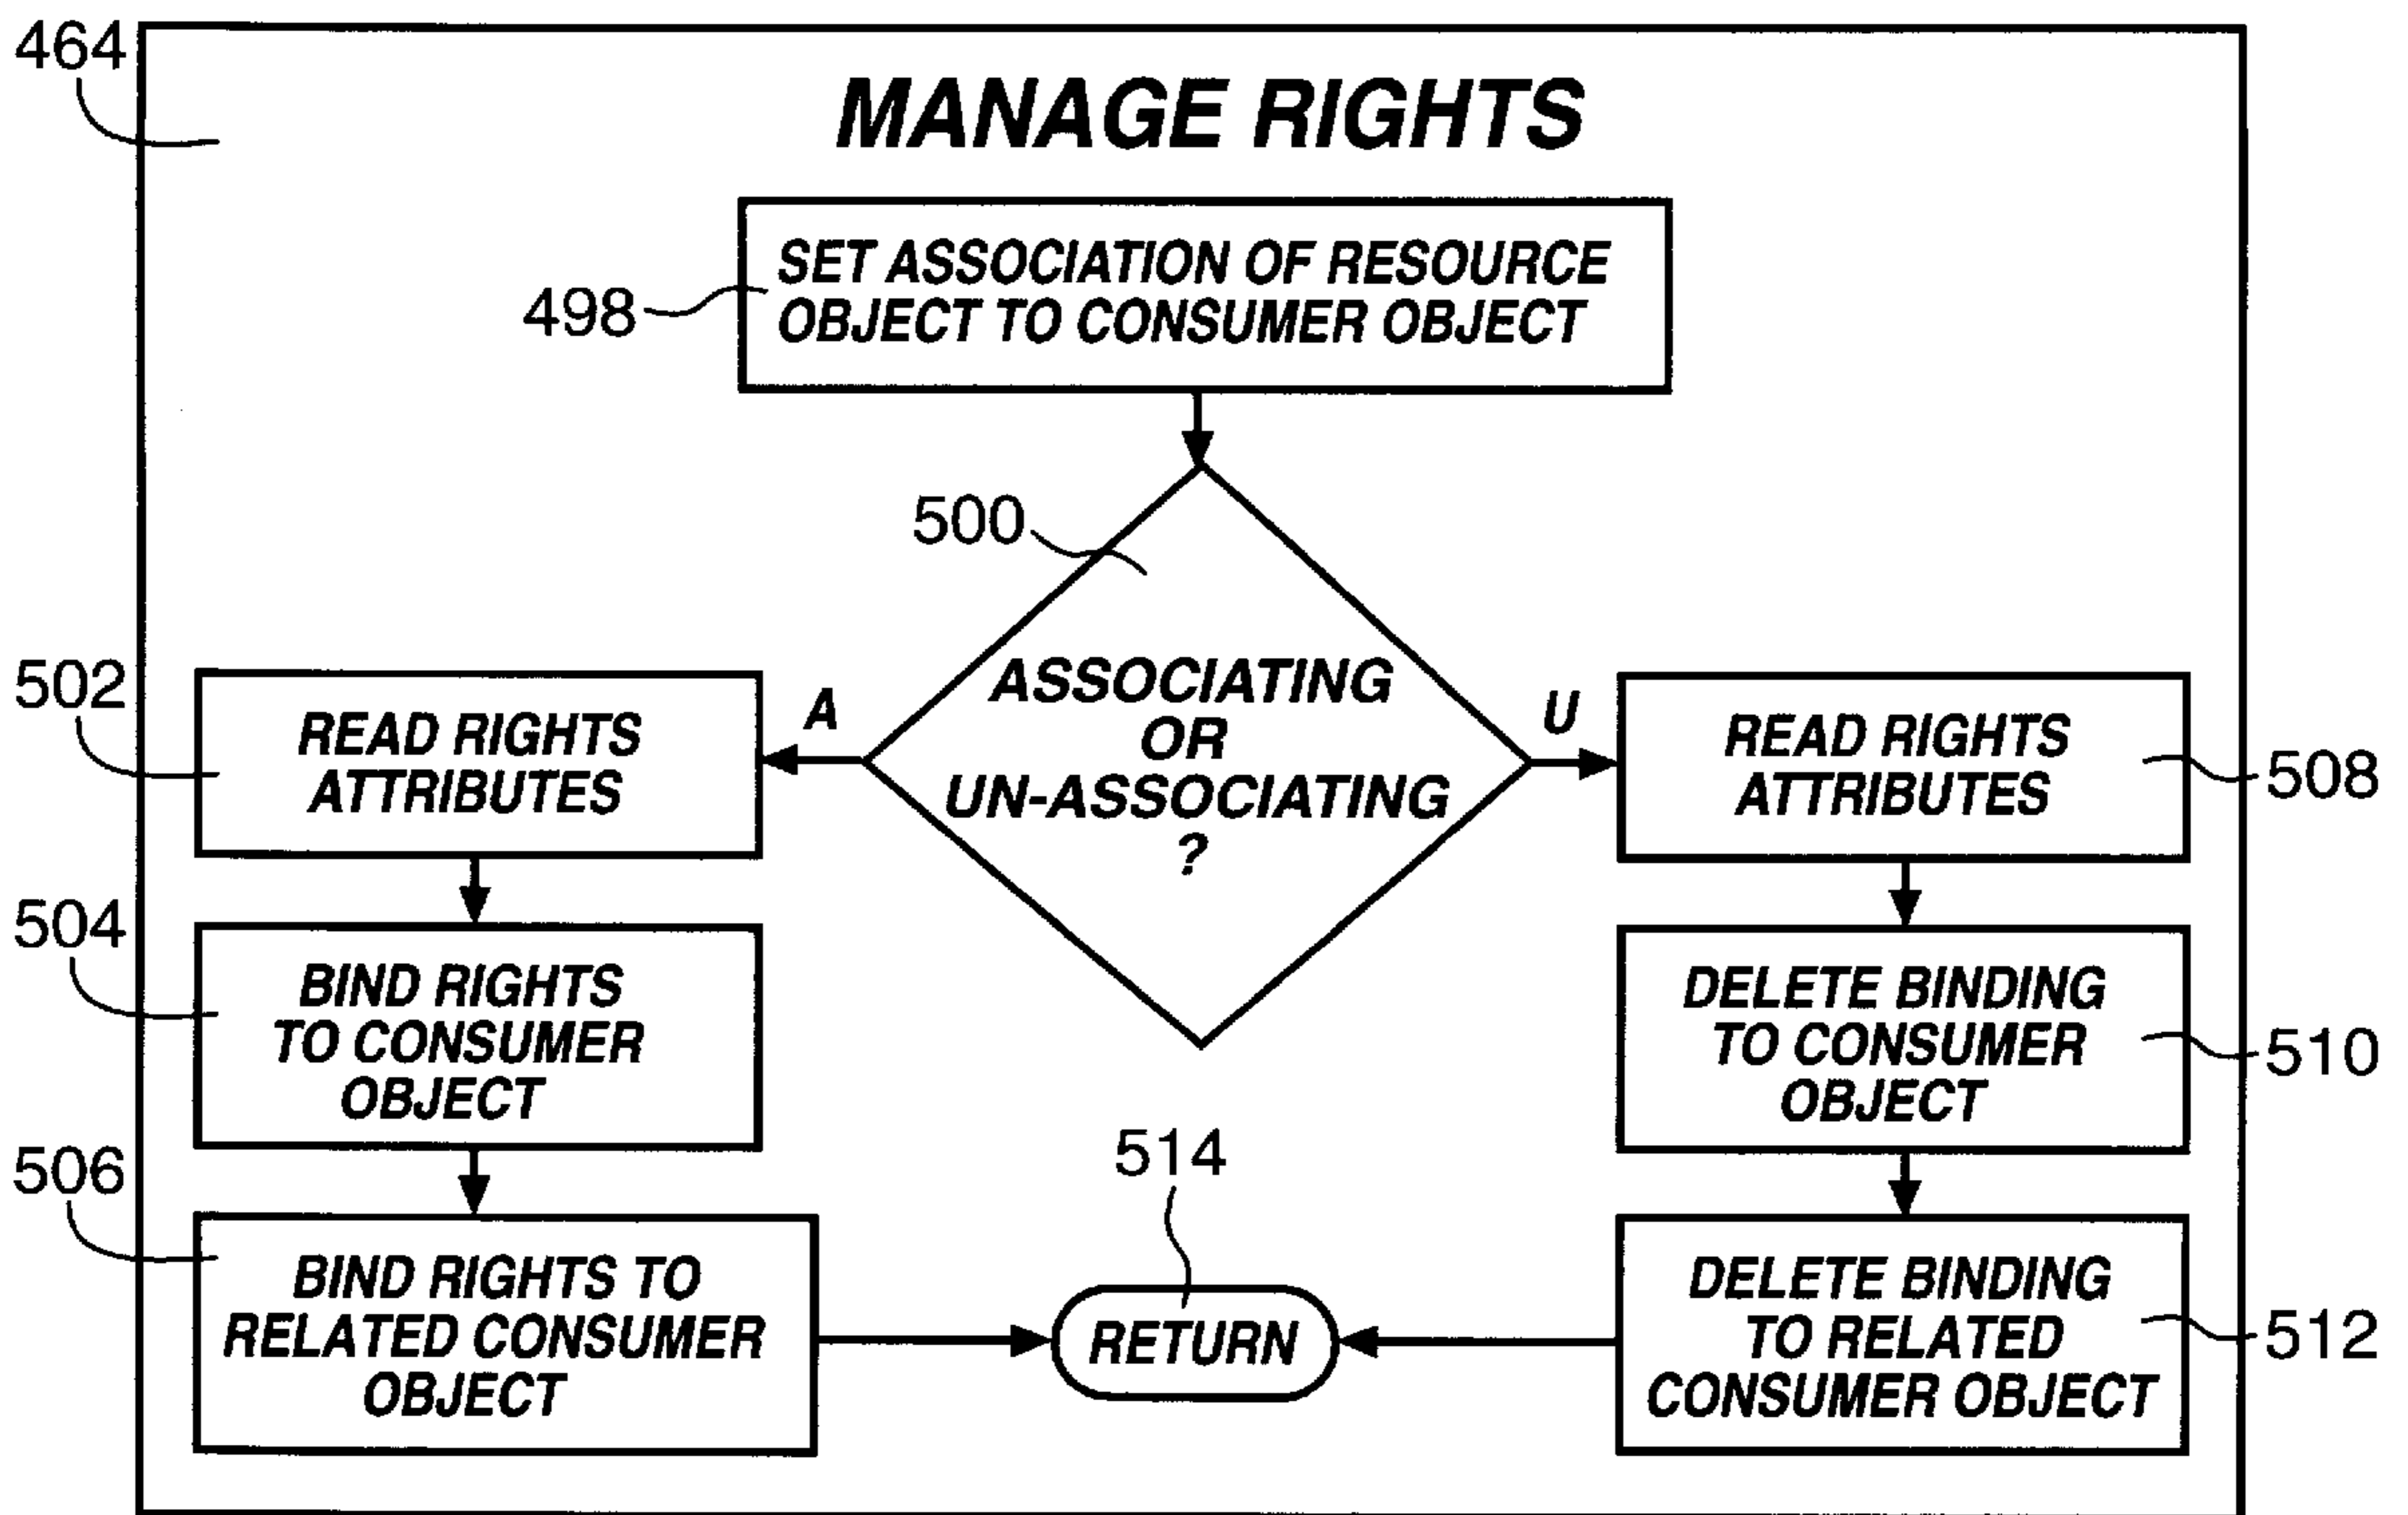 464
MANAGE RIGHTS
498
SET ASSOCIATION OF RESOURCE
OBJECT TO CONSUMER OBJECT
500
ASSOCIATING
OR
UN-ASSOCIATING
?
A
U
502
READ RIGHTS
ATTRIBUTES
504
BIND RIGHTS
TO CONSUMER
OBJECT
506
BIND RIGHTS TO
RELATED CONSUMER
OBJECT
READ RIGHTS
ATTRIBUTES
508
DELETE BINDING
TO CONSUMER
OBJECT
510
DELETE BINDING
TO RELATED
CONSUMER OBJECT
512
514
RETURN